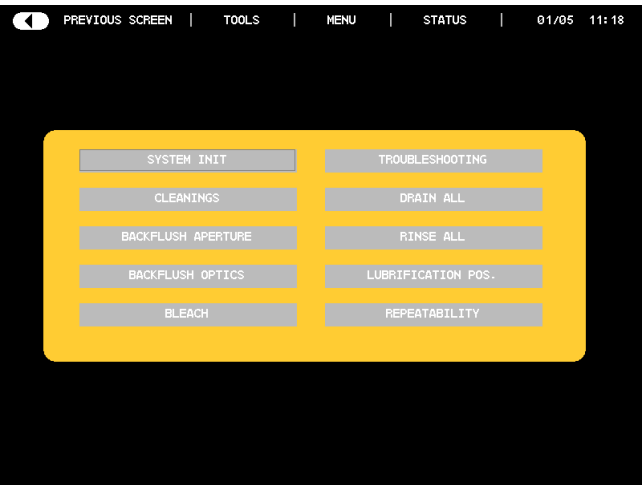 PREVIOUS SCREEN | TOOLS | MENU | STATUS | 01/05 11:18
SYSTEM INIT
TROUBLESHOOTING
CLEANINGS
DRAIN ALL
BACKFLUSH APERTURE
RINSE ALL
BACKFLUSH OPTICS
LUBRIFICATION POS.
BLEACH
REPEATABILITY